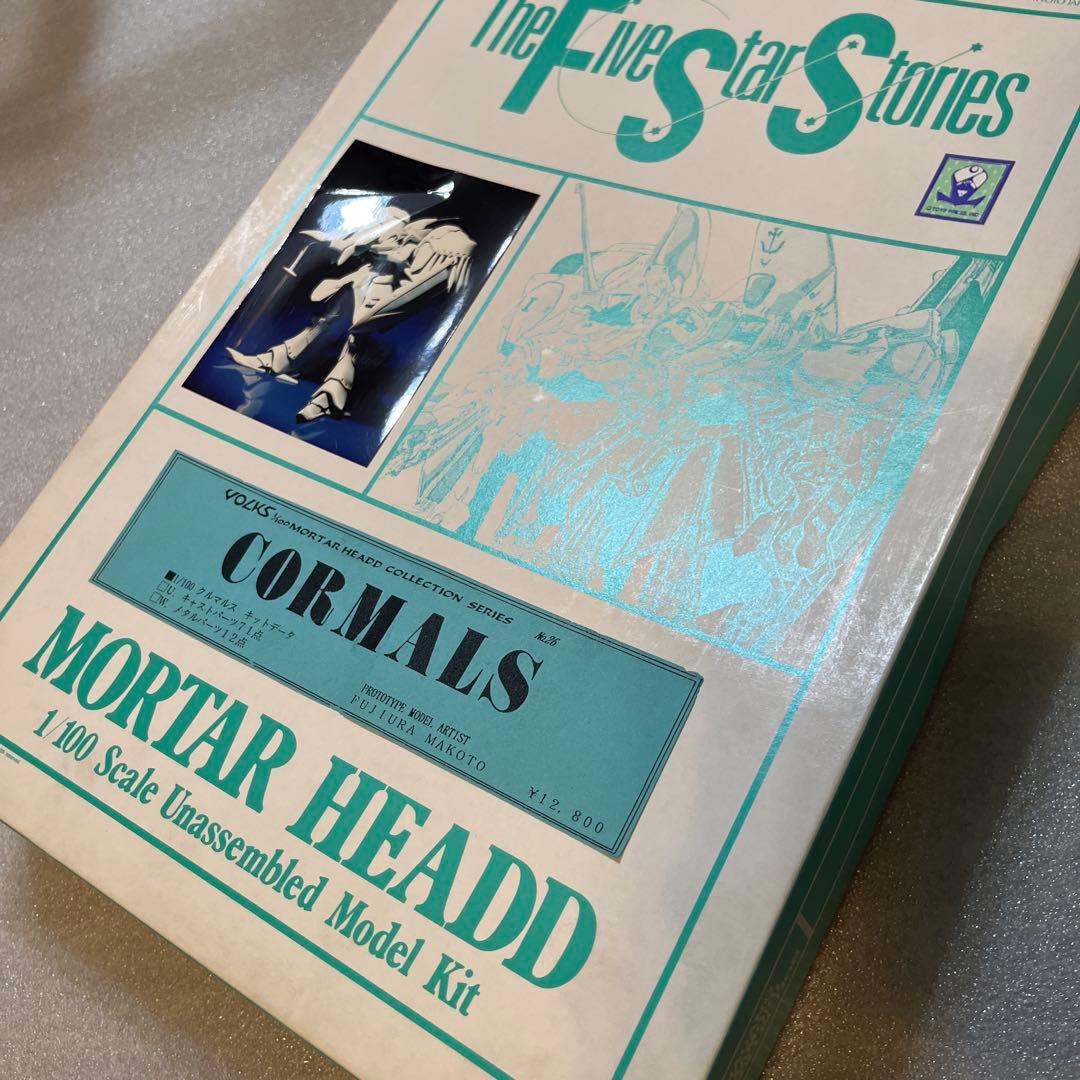 The Five Star Stories
©TOYS PRESS, INC
VOLKS 1/100 MORTAR HEADD COLLECTION SERIES No.26
CORMALS
■1/100 クルマルス キットデータ
□U. キャストパーツ71点
□W. メタルパーツ12点
PROTOTYPE MODEL ARTIST
FUJIURA MAKOTO
¥12,800
MORTAR HEADD
1/100 Scale Unassembled Model Kit